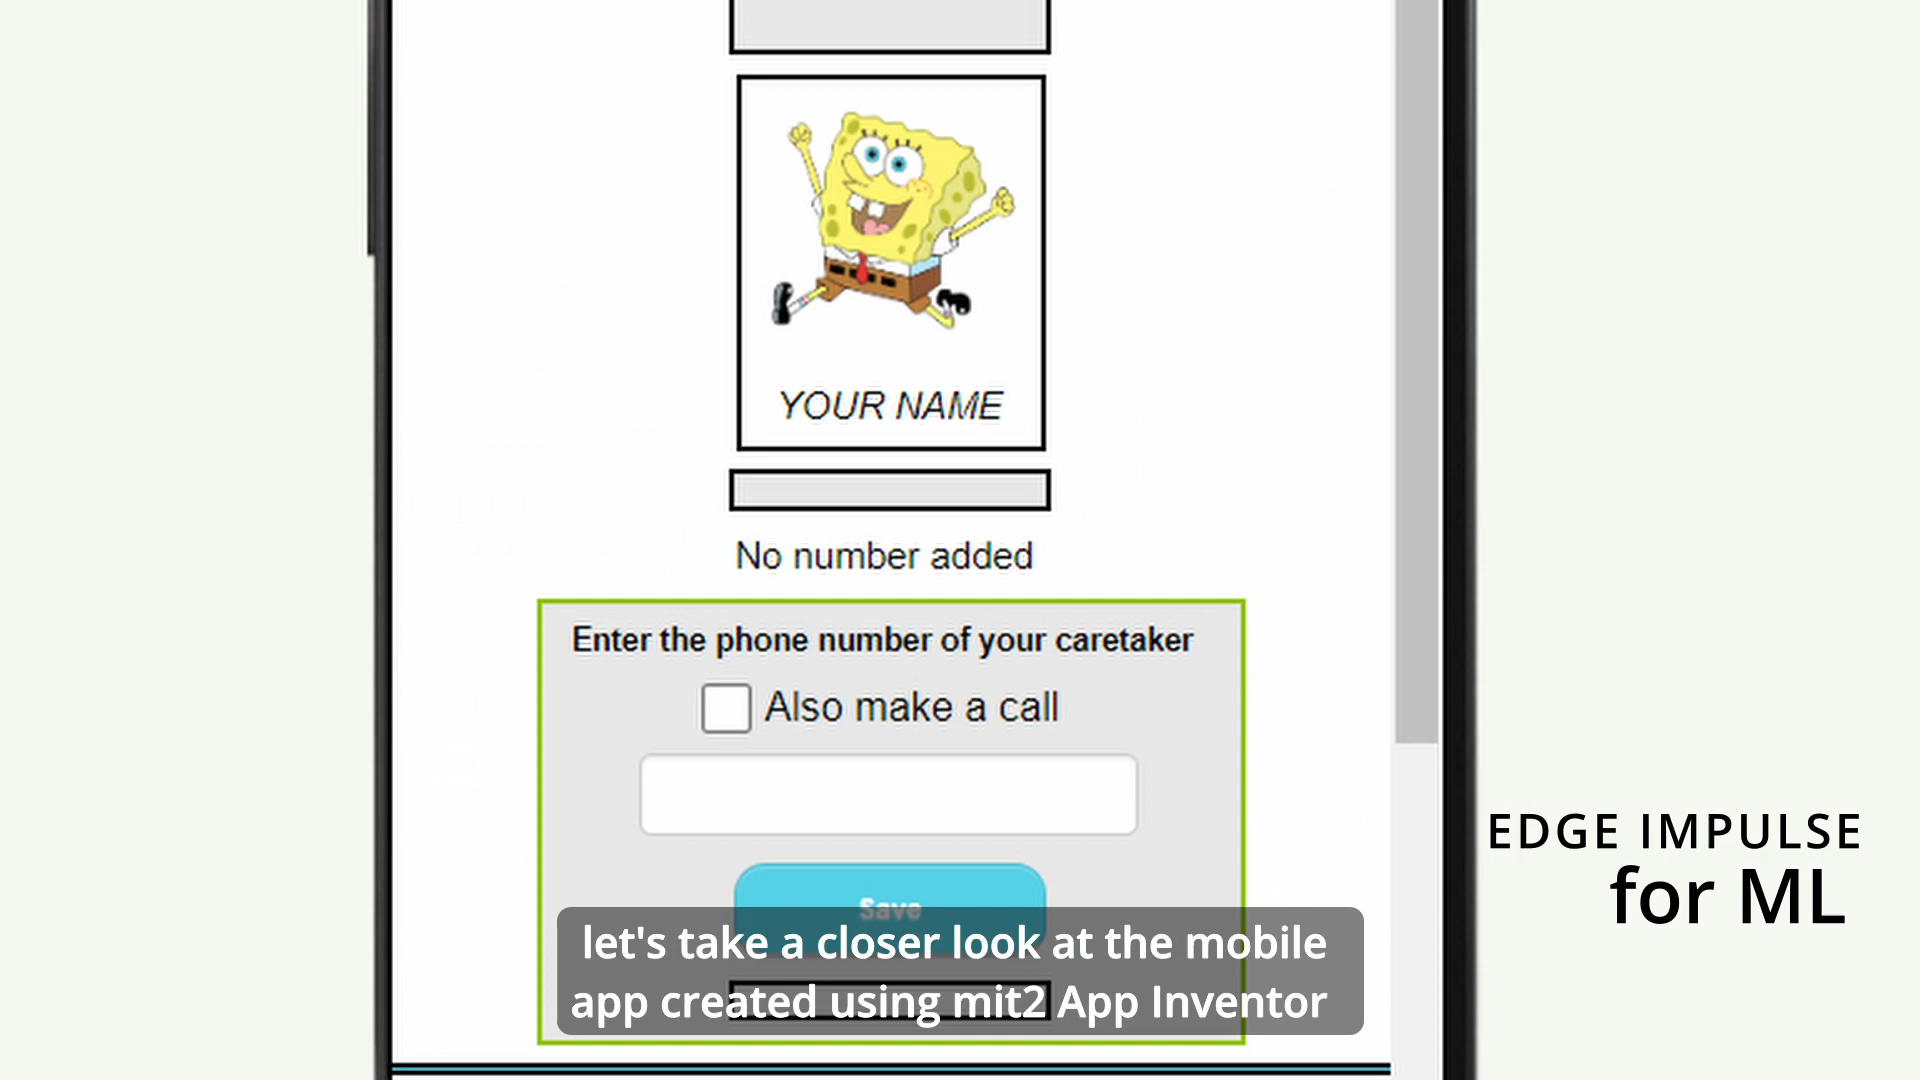 YOUR NAME
No number added
Enter the phone number of your caretaker
Also make a call
Save
let's take a closer look at the mobile
app created using mit2 App Inventor
EDGE IMPULSE
for ML